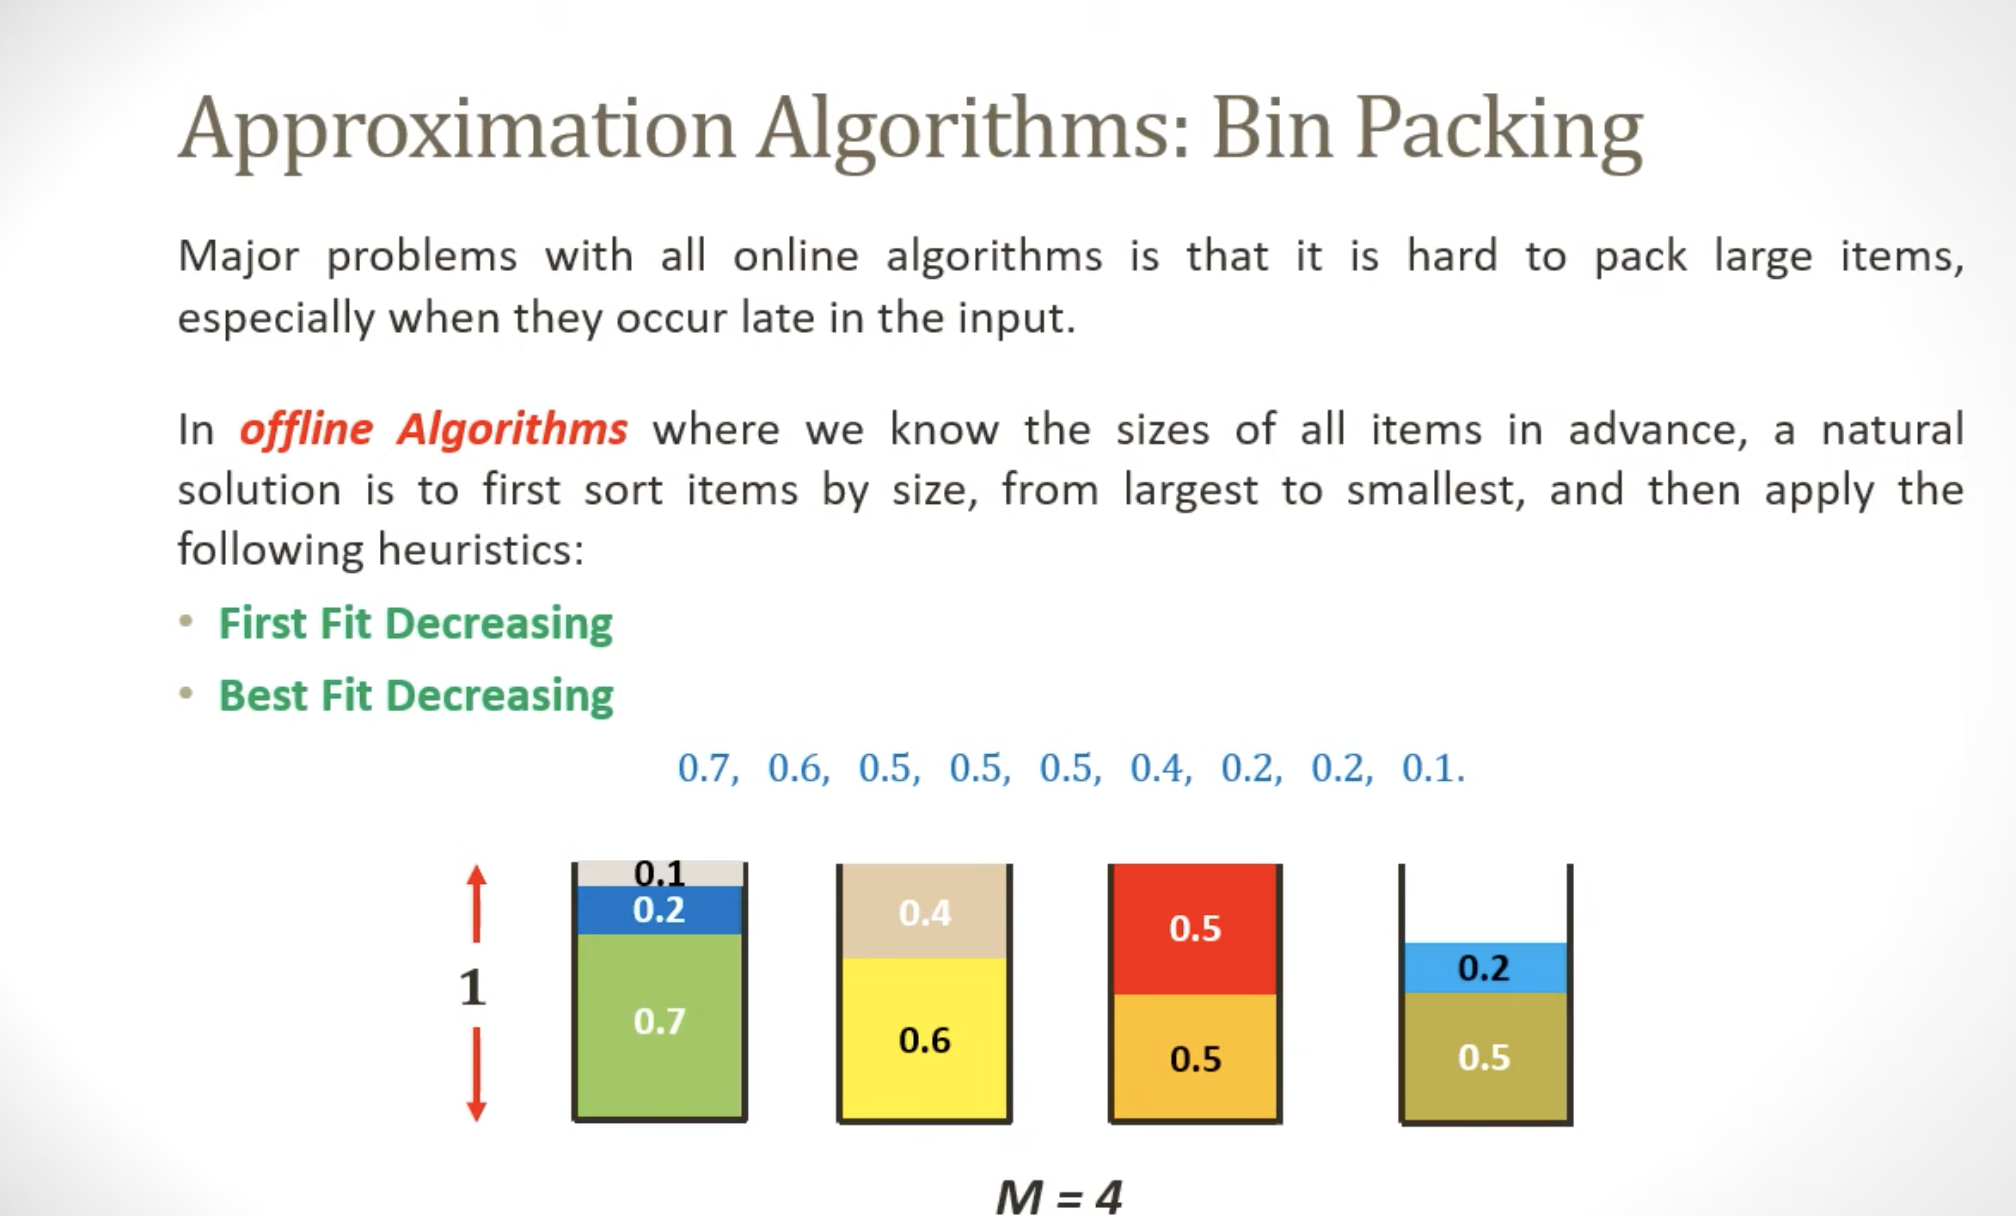 Approximation Algorithms: Bin Packing
Major problems with all online algorithms is that it is hard to pack large items,
especially when they occur late in the input.
In offline Algorithms where we know the sizes of all items in advance, a natural
solution is to first sort items by size, from largest to smallest, and then apply the
following heuristics:
• First Fit Decreasing
• Best Fit Decreasing
0.7, 0.6, 0.5, 0.5, 0.5, 0.4, 0.2, 0.2, 0.1.
1
0.1
0.2
0.7
0.4
0.6
0.5
0.5
0.2
0.5
M = 4